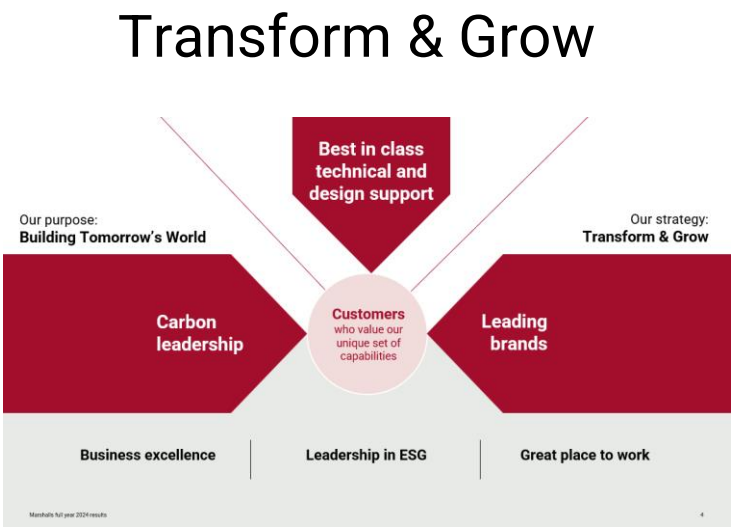 Transform & Grow
Best in class
technical and
design support
Our purpose:
Building Tomorrow's World
Our strategy:
Transform & Grow
Carbon
leadership
Customers
who value our
unique set of
capabilities
Leading
brands
Business excellence
Leadership in ESG
Great place to work
Marshalls full year 2024 results
4